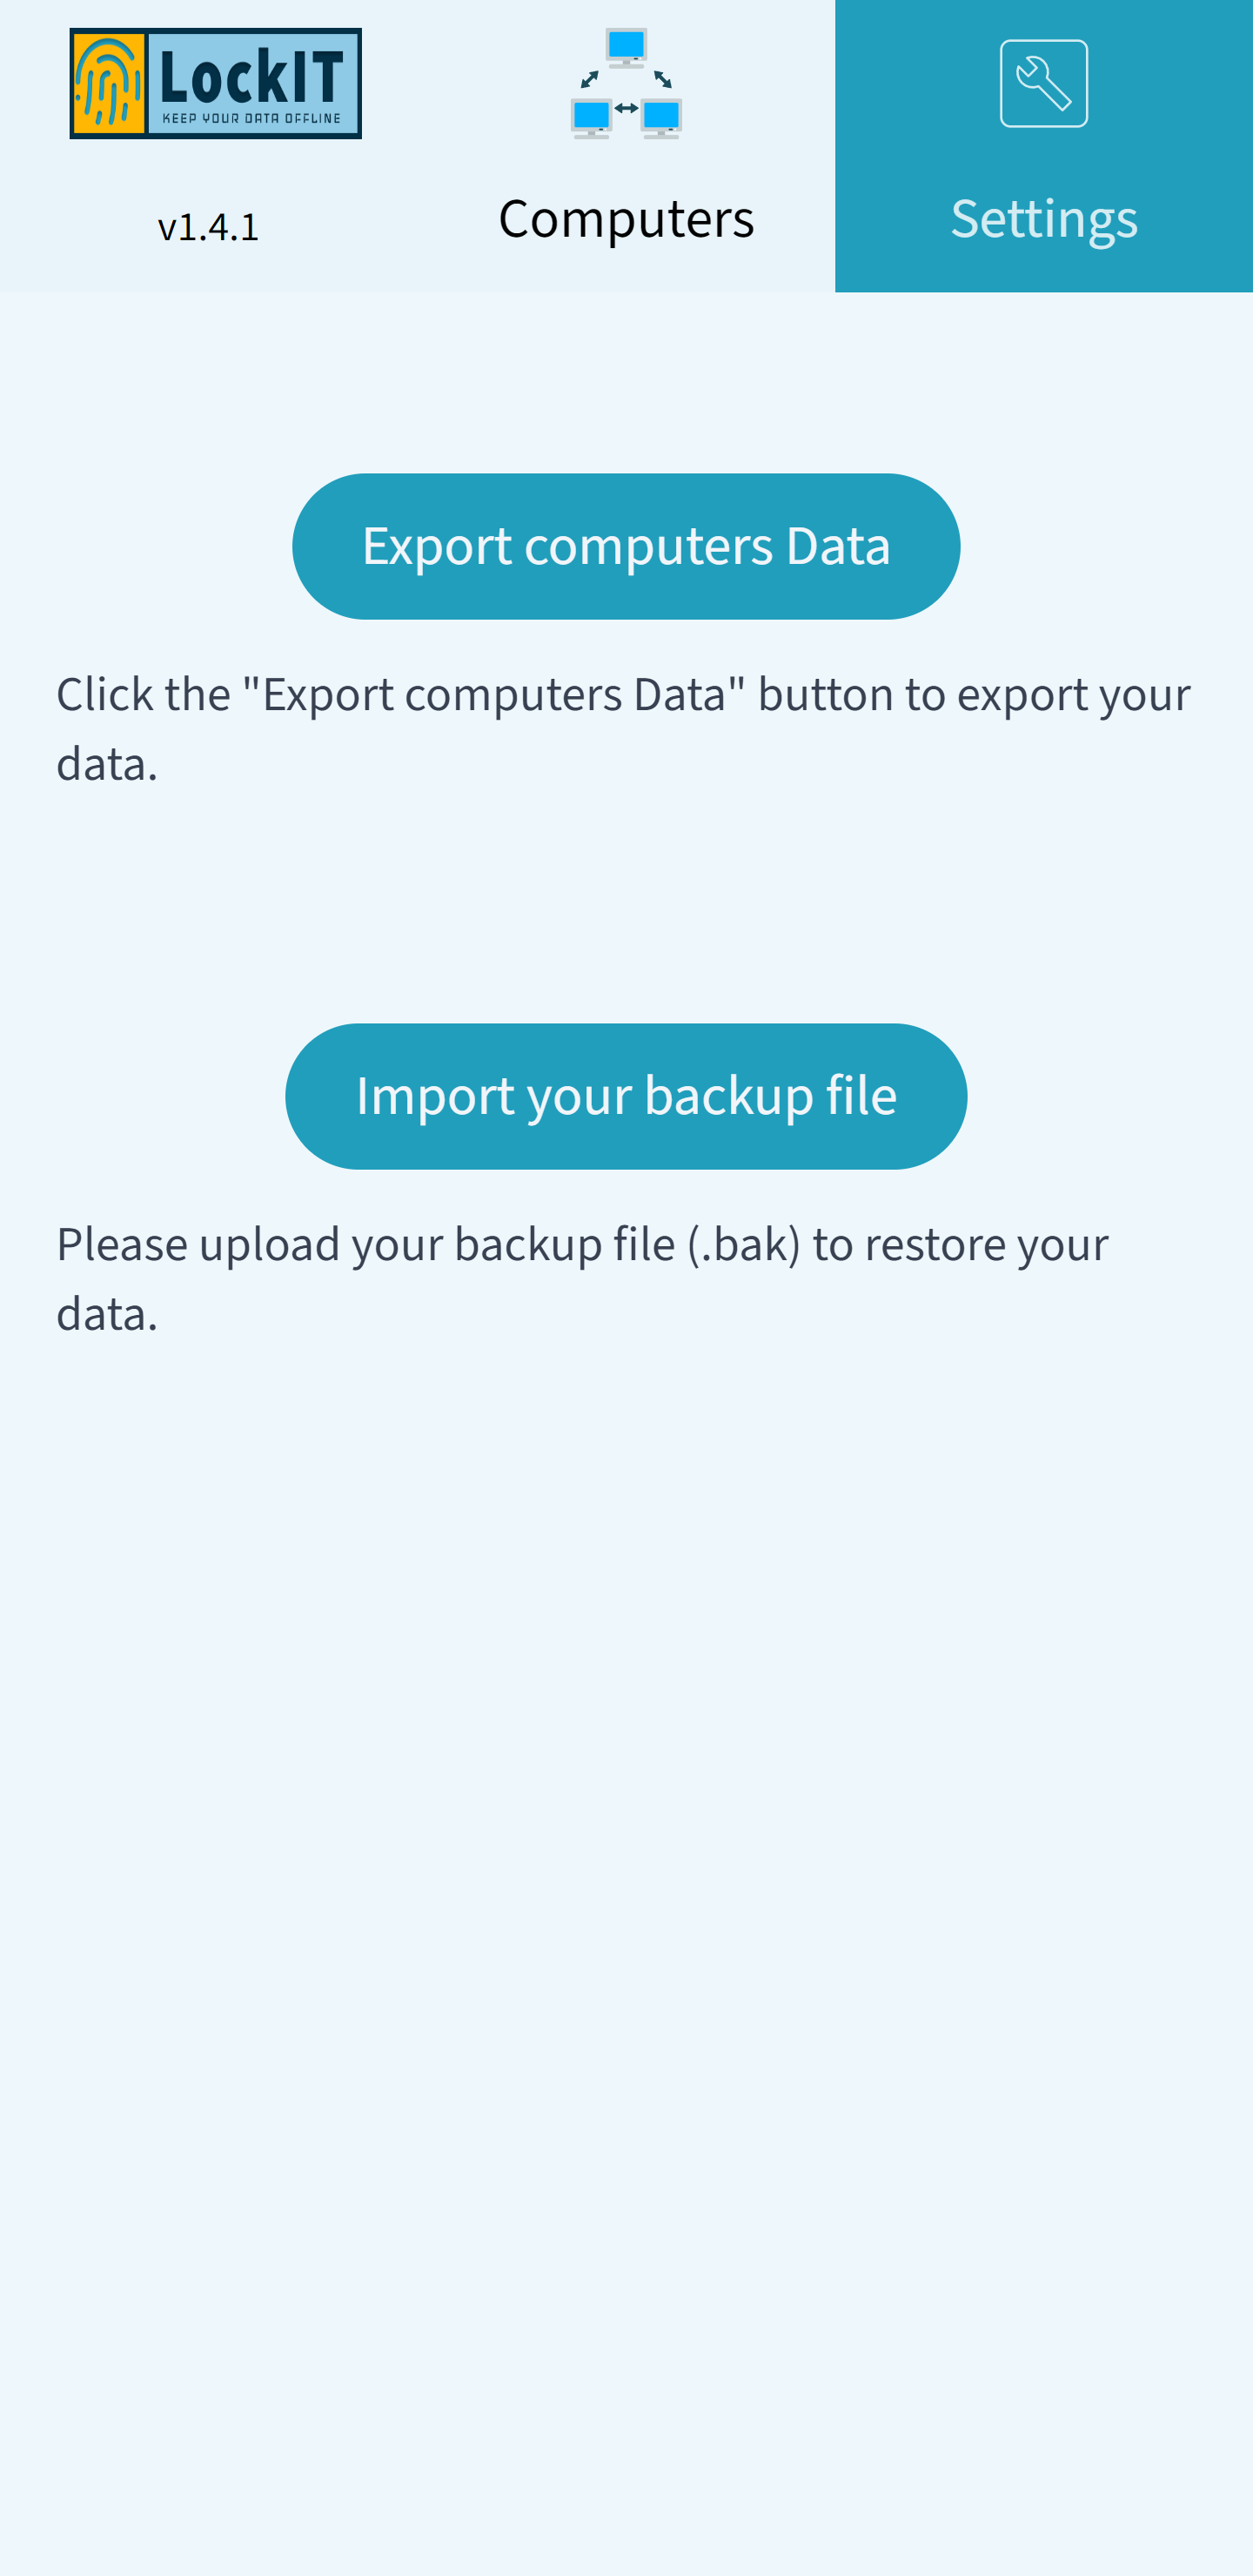 LockIT
KEEP YOUR DATA OFFLINE
v1.4.1
Computers
Settings
Export computers Data
Click the "Export computers Data" button to export your
data.
Import your backup file
Please upload your backup file (.bak) to restore your
data.